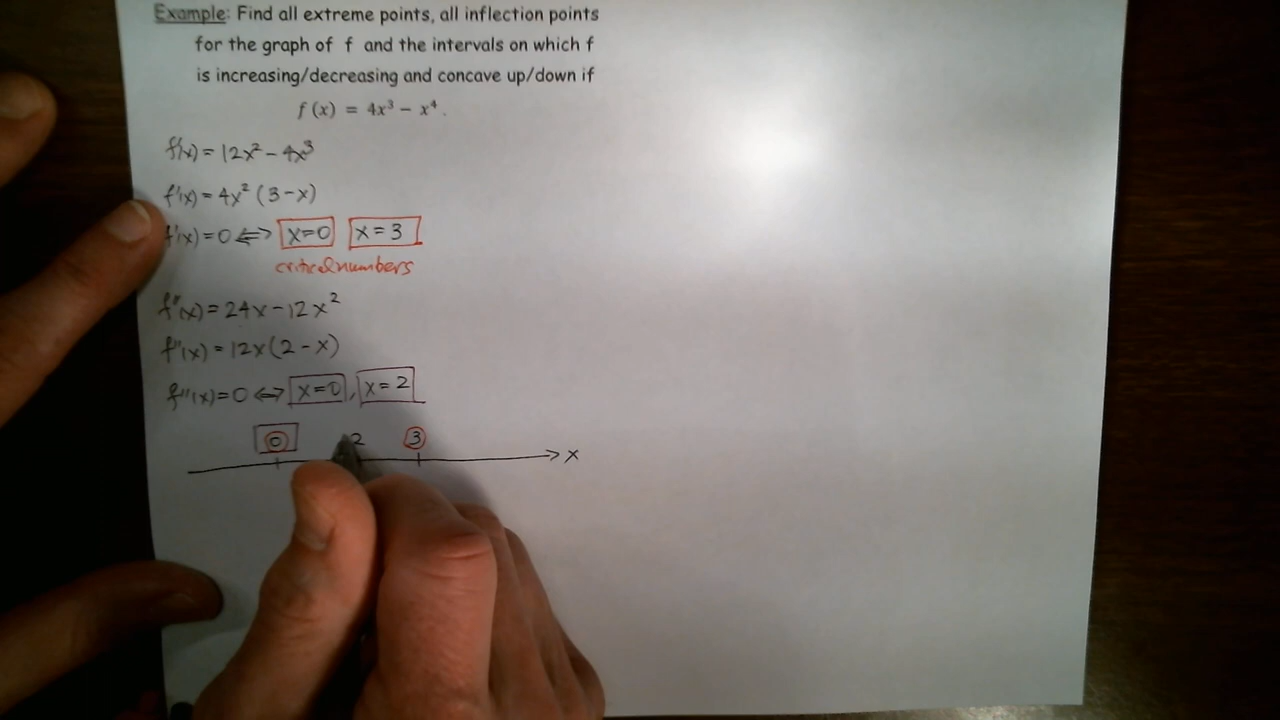 Example: Find all extreme points, all inflection points
for the graph of f and the intervals on which f
is increasing/decreasing and concave up/down if
f (x) = 4x³ − x⁴.
f'(x) = 12x² − 4x³
f'(x) = 4x² (3−x)
f'(x) = 0 ⟺ x=0 x=3
critical numbers
f''(x) = 24x − 12x²
f''(x) = 12x(2−x)
f''(x) = 0 ⟺ x=0, x=2
0 2 3
x